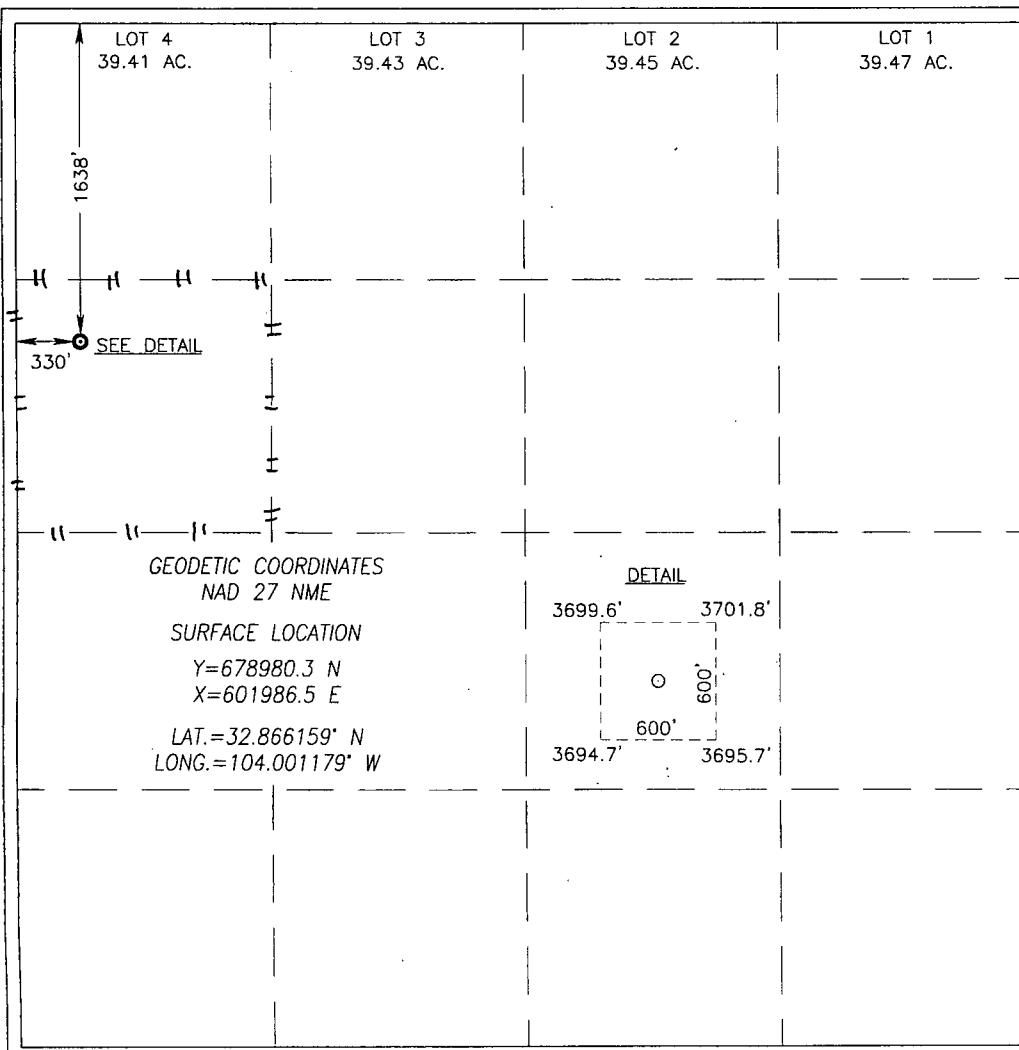 LOT 4
39.41 AC.
LOT 3
39.43 AC.
LOT 2
39.45 AC.
LOT 1
39.47 AC.
1638'
330'
SEE DETAIL
GEODETIC COORDINATES
NAD 27 NME
SURFACE LOCATION
Y=678980.3 N
X=601986.5 E
LAT.=32.866159° N
LONG.=104.001179° W
DETAIL
3699.6' 3701.8'
600'
600'
3694.7' 3695.7'